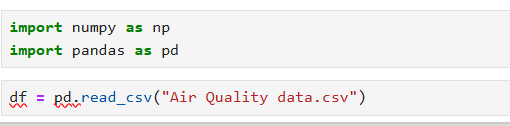 import numpy as np
import pandas as pd
df = pd.read_csv("Air Quality data.csv")